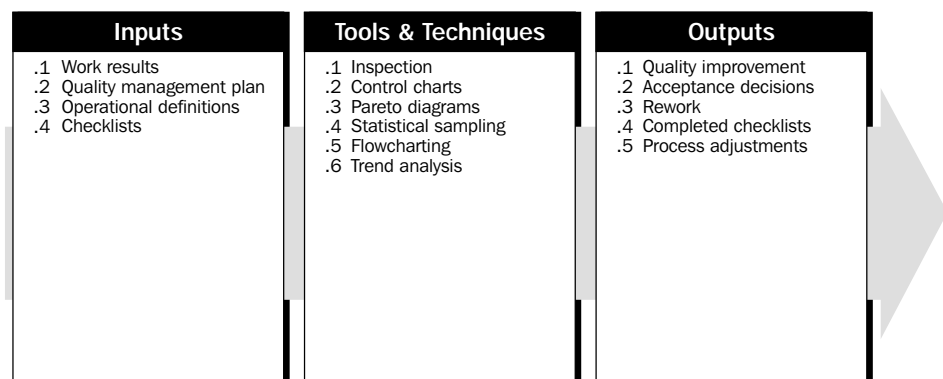 Inputs
.1 Work results
.2 Quality management plan
.3 Operational definitions
.4 Checklists
Tools & Techniques
.1 Inspection
.2 Control charts
.3 Pareto diagrams
.4 Statistical sampling
.5 Flowcharting
.6 Trend analysis
Outputs
.1 Quality improvement
.2 Acceptance decisions
.3 Rework
.4 Completed checklists
.5 Process adjustments